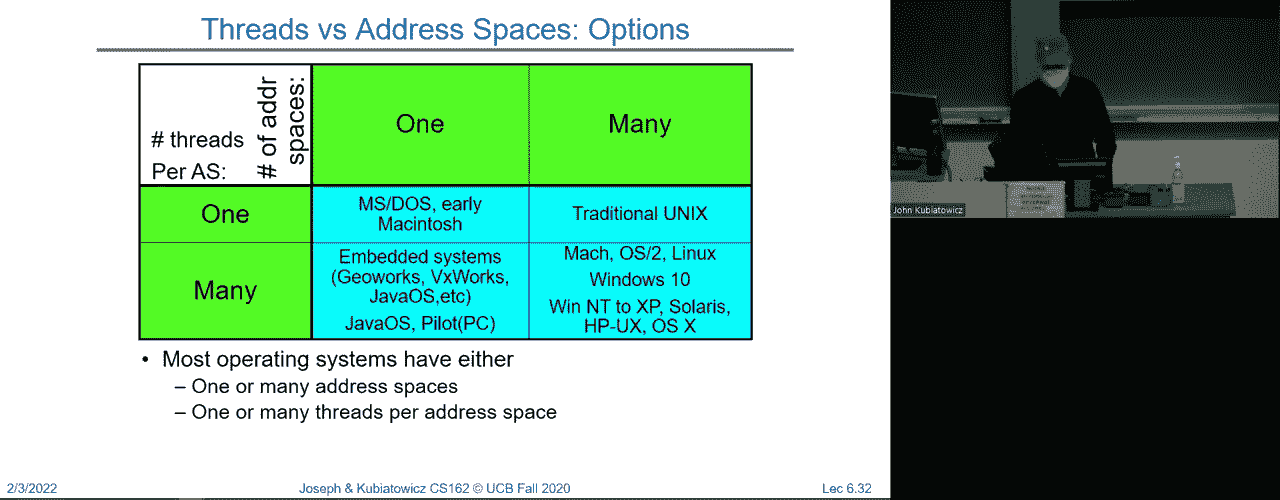 Threads vs Address Spaces: Options
# threads
Per AS:
# of addr
spaces:
One
Many
One
MS/DOS, early
Macintosh
Traditional UNIX
Many
Embedded systems
(Geoworks, VxWorks,
JavaOS,etc)
JavaOS, Pilot(PC)
Mach, OS/2, Linux
Windows 10
Win NT to XP, Solaris,
HP-UX, OS X
• Most operating systems have either
– One or many address spaces
– One or many threads per address space
2/3/2022
Joseph & Kubiatowicz CS162 © UCB Fall 2020
Lec 6.32
John Kubiatowicz